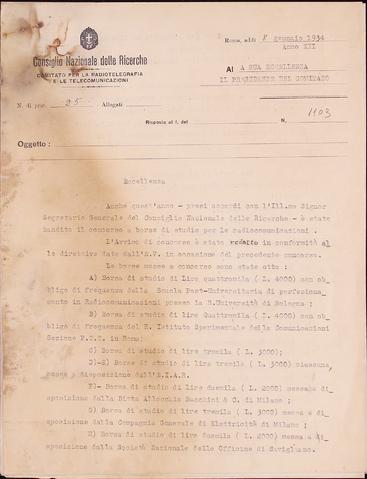 Roma, addì 8 gennaio 1934
Anno XII
Consiglio Nazionale delle Ricerche
COMITATO PER LA RADIOTELEGRAFIA
E LE TELECOMUNICAZIONI
Al A SUA ECCELLENZA
IL PRESIDENTE DEL COMITATO
N. di pos. 25 Allegati
1103
Risposta al f. del N.
Oggetto :
Eccellenza
Anche quest'anno - presi accordi con l'Ill.mo Signor
Segretario Generale del Consiglio Nazionale delle Ricerche - è stato
bandito il concorso a borse di studio per le radiocomunicazioni .
L'Avviso di concorso è stato redatto in conformità al
le direttive date dall'E.V. in occasione del precedente concorso.
Le borse messe a concorso sono state otto :
A) Borsa di studio di Lire quattromila ( L. 4000) con ob_
bligo di frequenza della Scuola Post-Universitaria di perfeziona_
mento in Radiocomunicazioni presso la R.Università di Bologna ;
B) Borsa di studio di lire Quattromila ( L. 4000) con ob_
bligo di frequenza del R. Istituto Sperimentale delle Comunicazioni
Sezione P.T.T. in Roma;
C) Borsa di studio di lire tremila ( L. 3000);
D)-E) Borse di studio di lire tremila ( L. 3000) ciascuna,
messe a disposizione dall'E.I.A.R.
F)- Borsa di studio di lire duemila ( L. 2000) messa a di_
sposizione dalla Ditta Allocchio Bacchini & C. di Milano ;
G) Borsa di studio di lire tremila ( L. 3000) messa a di_
sposizione dalla Compagnia Generale di Elettricità di Milano ;
H) Borsa di studio di lire duemila ( L. 2000) messa a di_
sposizione dalla Società Nazionale delle Officine di Savigliano.